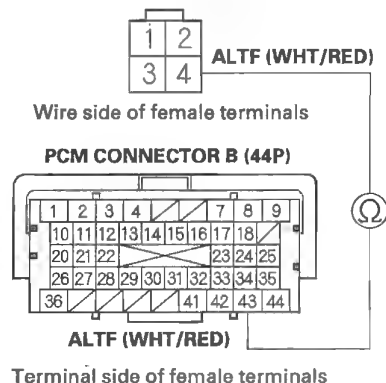 1 2
ALTF (WHT/RED)
3 4
Wire side of female terminals
PCM CONNECTOR B (44P)
1 2 3 4 7 8 9
Ω
10 11 12 13 14 15 16 17 18
20 21 22 23 24 25
26 27 28 29 30 31 32 33 34 35
36 41 42 43 44
ALTF (WHT/RED)
Terminal side of female terminals